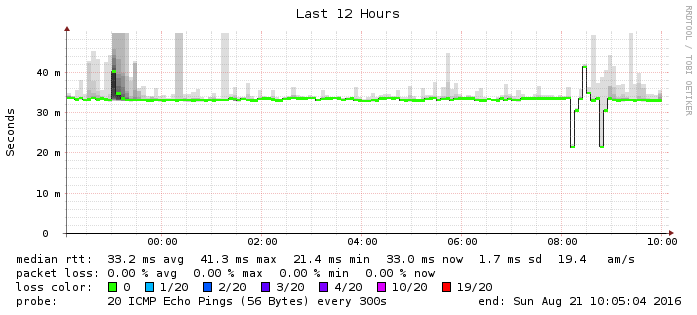 Last 12 Hours
RRDTOOL / TOBI OETIKER
Seconds
40 m
30 m
20 m
10 m
0
00:00 02:00 04:00 06:00 08:00 10:00
median rtt: 33.2 ms avg 41.3 ms max 21.4 ms min 33.0 ms now 1.7 ms sd 19.4 am/s
packet loss: 0.00 % avg 0.00 % max 0.00 % min 0.00 % now
loss color: 0 1/20 2/20 3/20 4/20 10/20 19/20
probe: 20 ICMP Echo Pings (56 Bytes) every 300s end: Sun Aug 21 10:05:04 2016